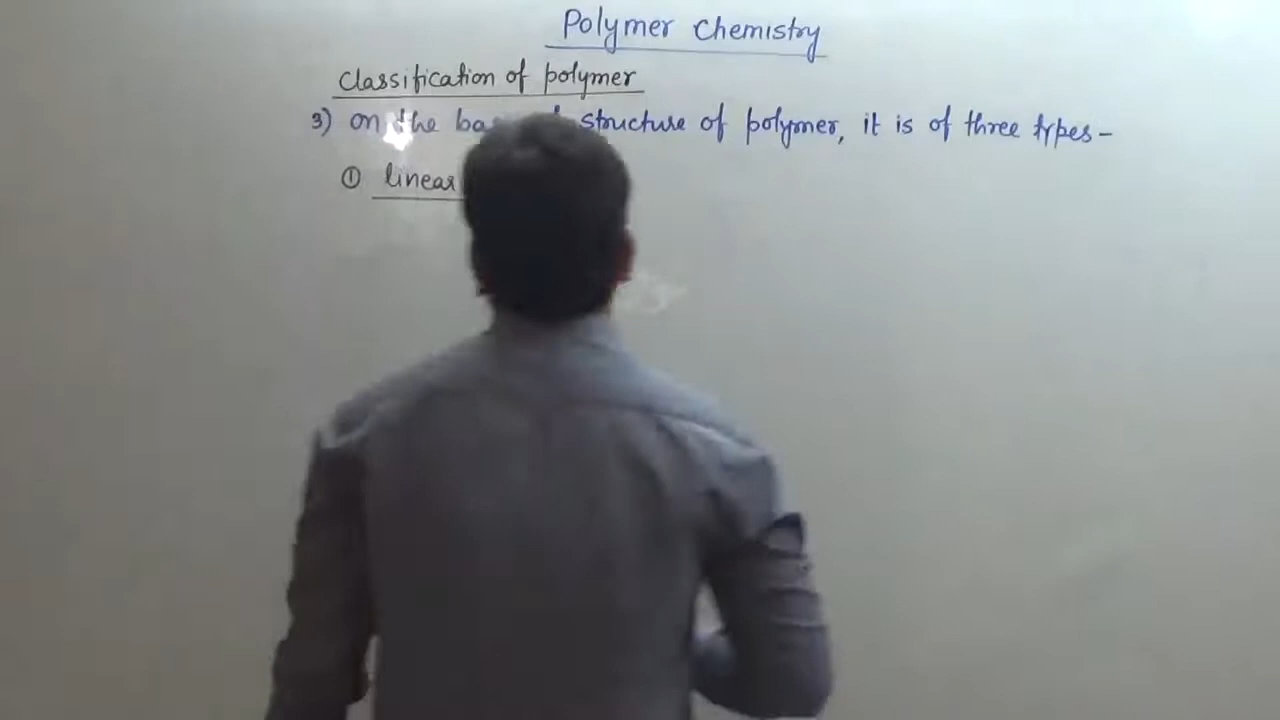 Polymer Chemistry
Classification of polymer
3) on the structure of polymer, it is of three types -
① linear